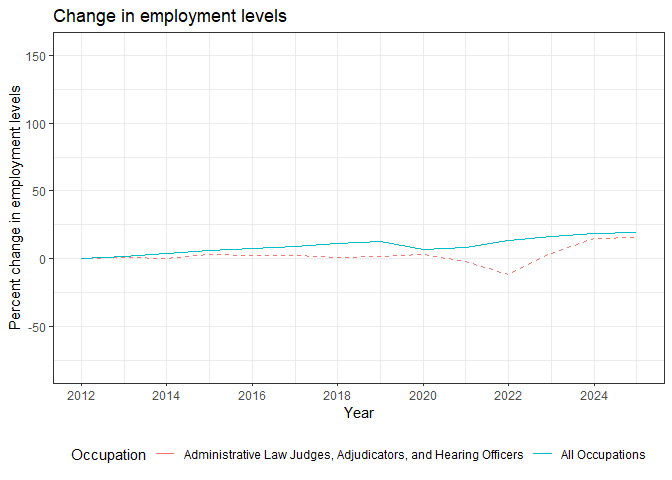 Change in employment levels
Percent change in employment levels
150
100
50
0
-50
2012 2014 2016 2018 2020 2022 2024
Year
Occupation Administrative Law Judges, Adjudicators, and Hearing Officers All Occupations